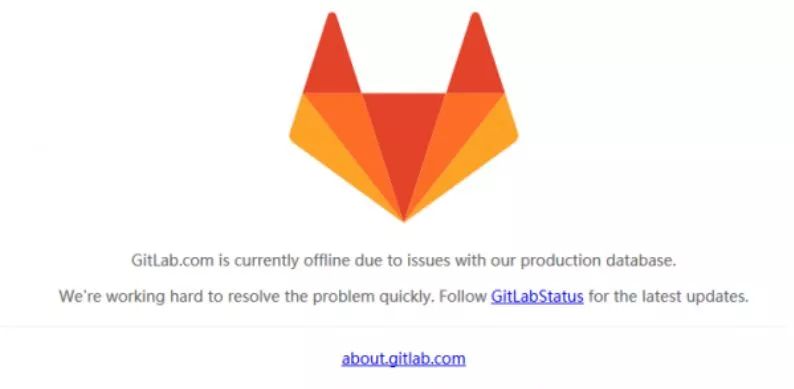 GitLab.com is currently offline due to issues with our production database.
We're working hard to resolve the problem quickly. Follow GitLabStatus for the latest updates.
about.gitlab.com